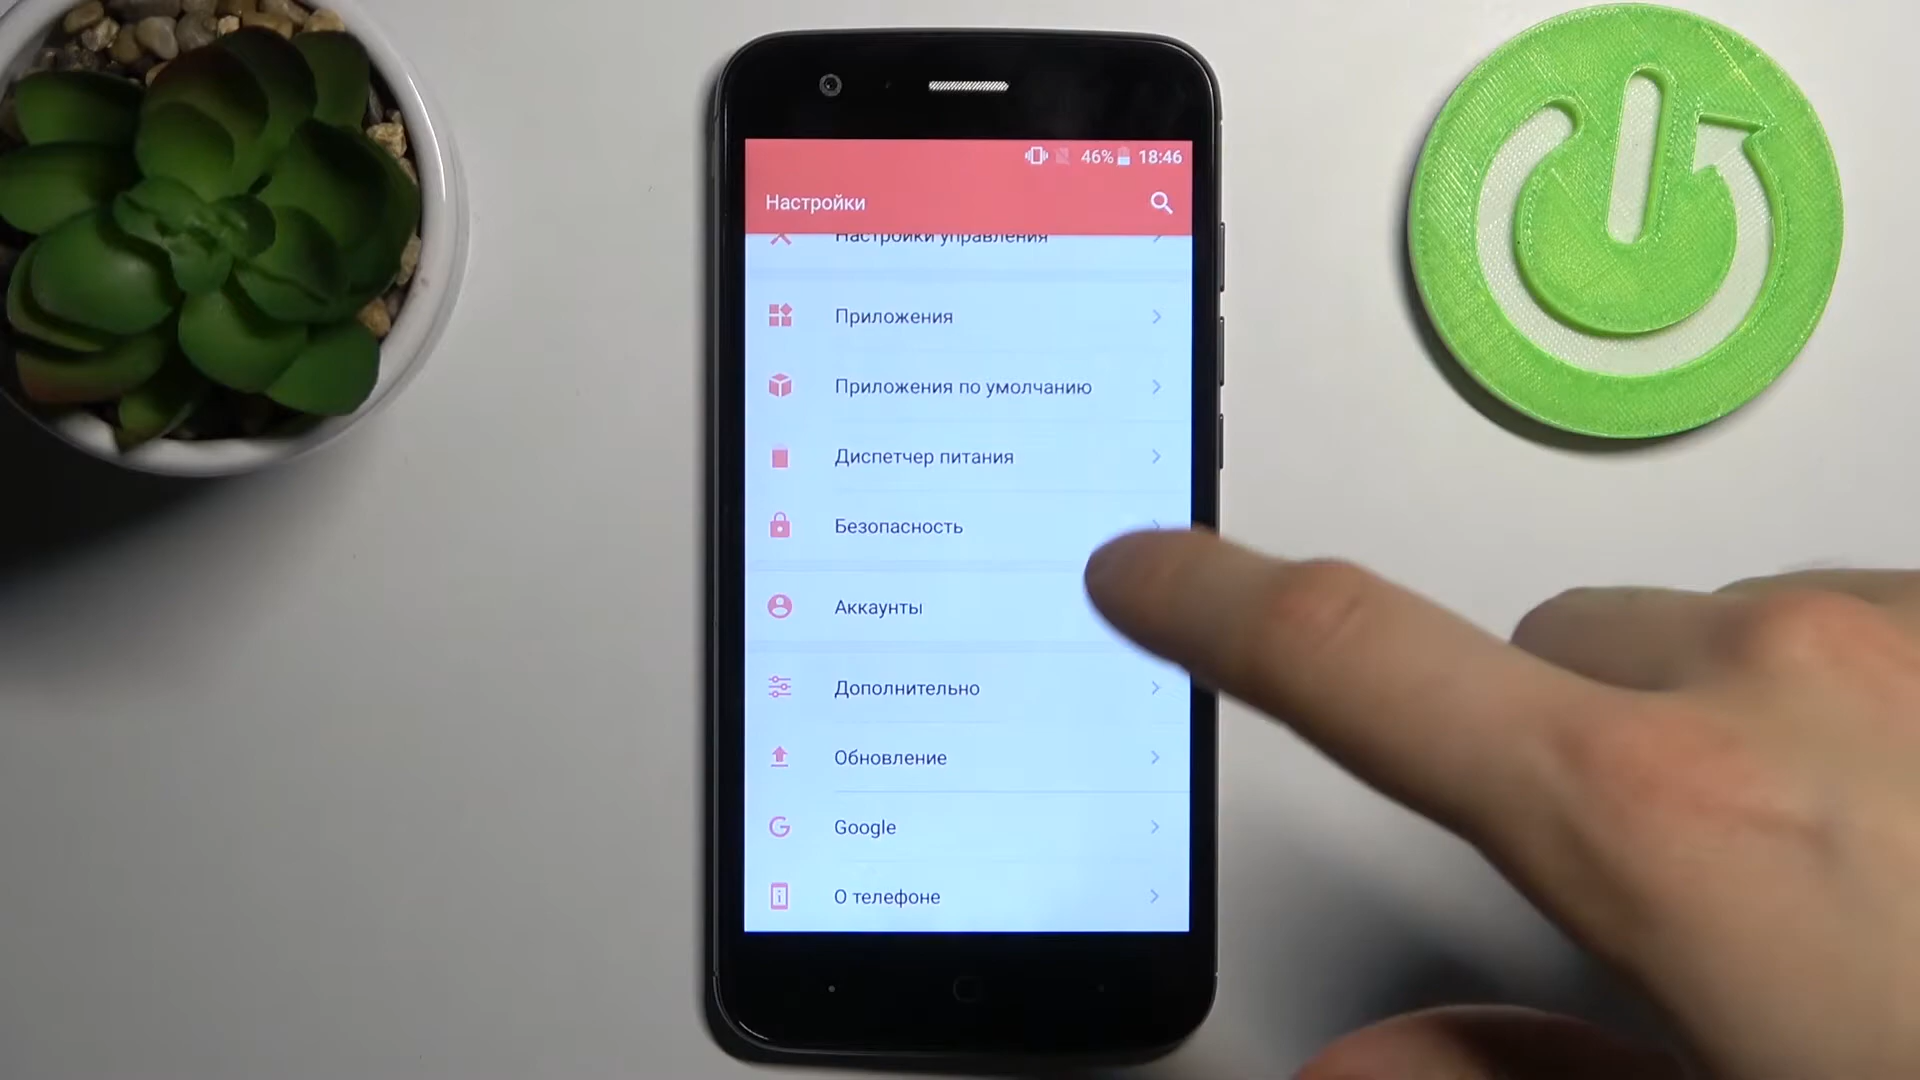 46% 18:46
Настройки
Настройки управления
Приложения
Приложения по умолчанию
Диспетчер питания
Безопасность
Аккаунты
Дополнительно
Обновление
Google
О телефоне